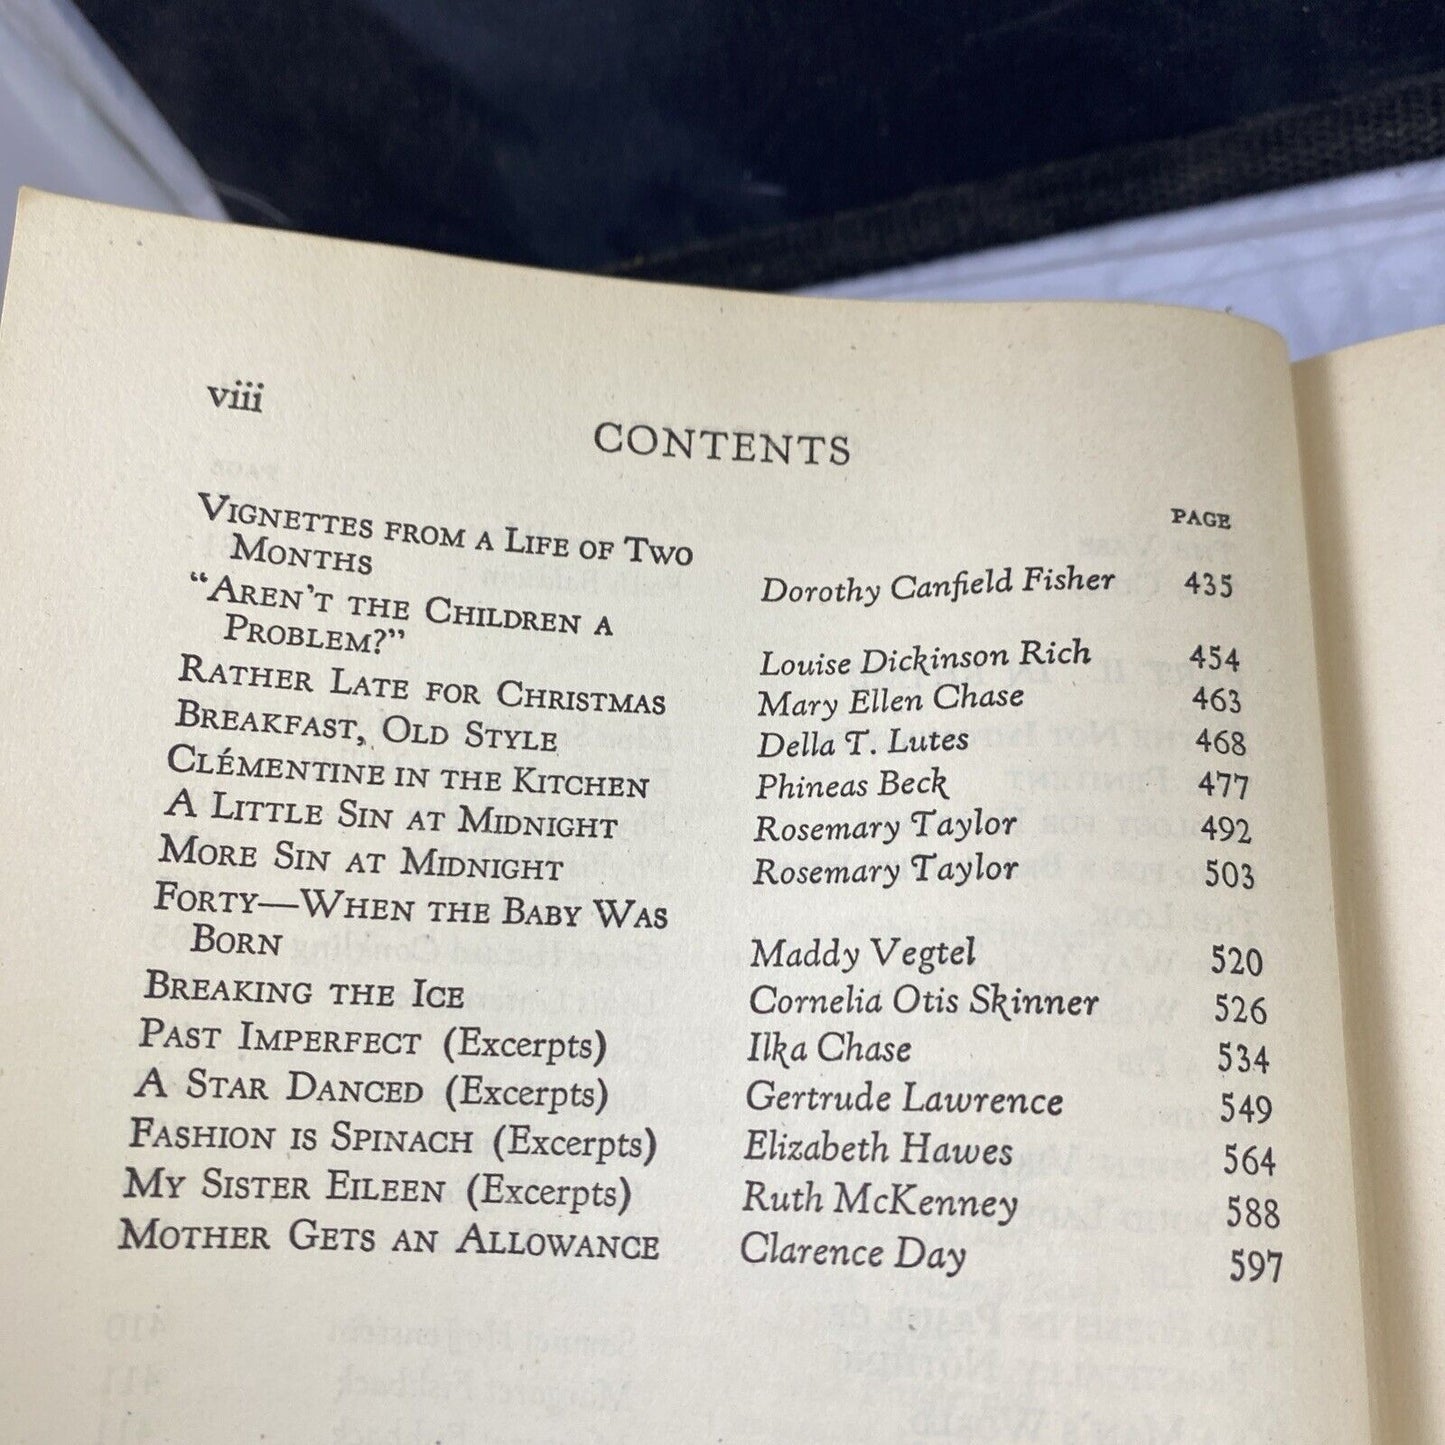 viii
CONTENTS
PAGE
VIGNETTES FROM A LIFE OF TWO
MONTHS Dorothy Canfield Fisher 435
“AREN’T THE CHILDREN A
PROBLEM?” Louise Dickinson Rich 454
RATHER LATE FOR CHRISTMAS Mary Ellen Chase 463
BREAKFAST, OLD STYLE Della T. Lutes 468
CLÉMENTINE IN THE KITCHEN Phineas Beck 477
A LITTLE SIN AT MIDNIGHT Rosemary Taylor 492
MORE SIN AT MIDNIGHT Rosemary Taylor 503
FORTY—WHEN THE BABY WAS
BORN Maddy Vegtel 520
BREAKING THE ICE Cornelia Otis Skinner 526
PAST IMPERFECT (Excerpts) Ilka Chase 534
A STAR DANCED (Excerpts) Gertrude Lawrence 549
FASHION IS SPINACH (Excerpts) Elizabeth Hawes 564
MY SISTER EILEEN (Excerpts) Ruth McKenney 588
MOTHER GETS AN ALLOWANCE Clarence Day 597